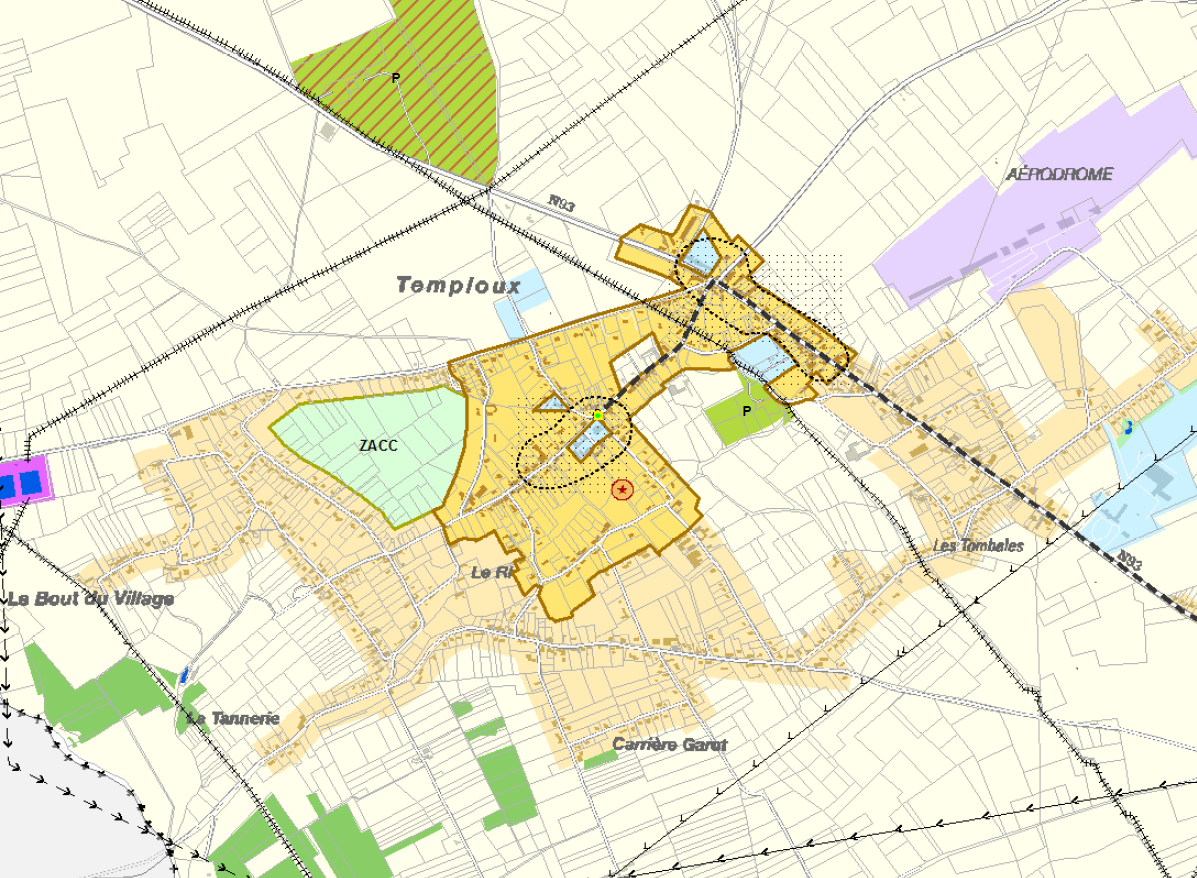 P
AÉRODROME
N93
Temploux
P
ZACC
Les Tombales
N93
Le Ri
Le Bout du Village
La Tannerie
Carrière Garot